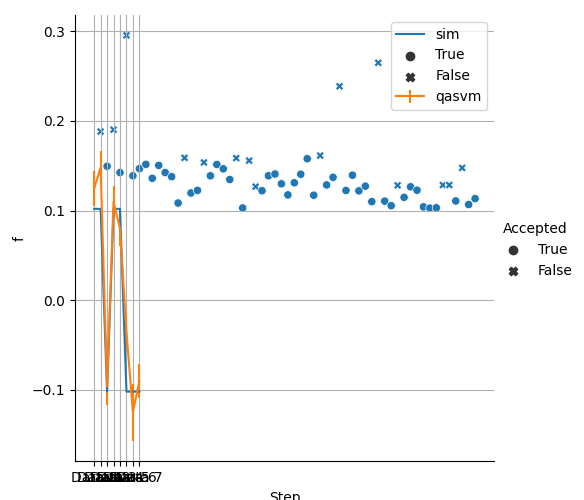 0.3
0.2
0.1
0.0
−0.1
f
sim
True
False
qasvm
Accepted
True
False
Step